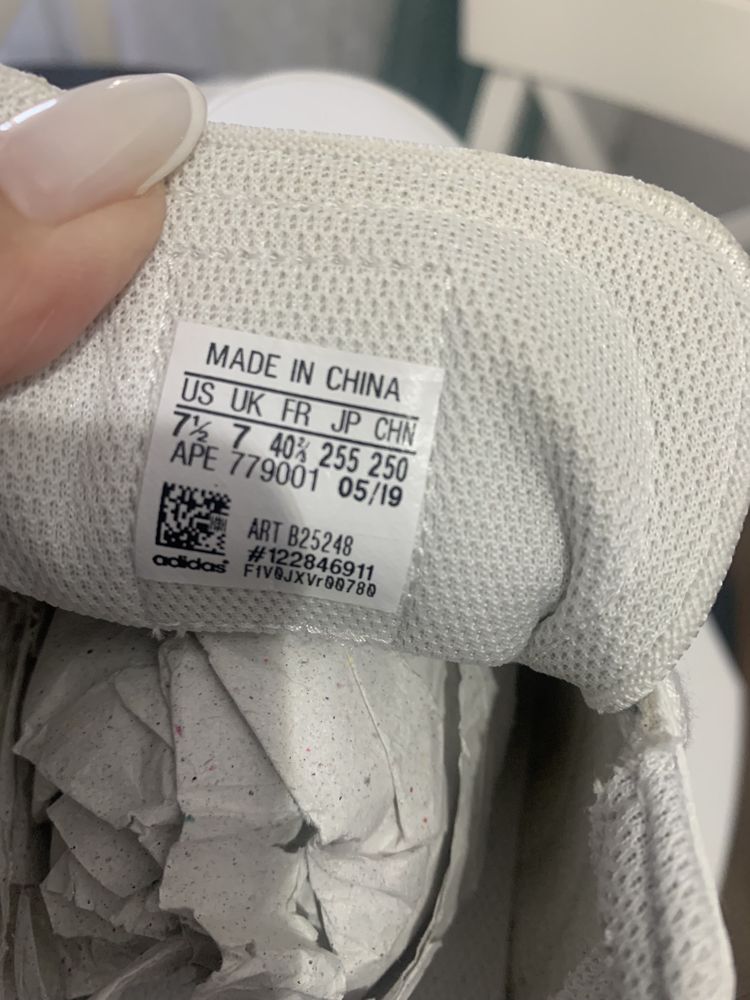 MADE IN CHINA
US UK FR JP CHN
7½ 7 40⅔ 255 250
APE 779001 05/19
ART B25248
#122846911
F1V0JXVr00780
adidas